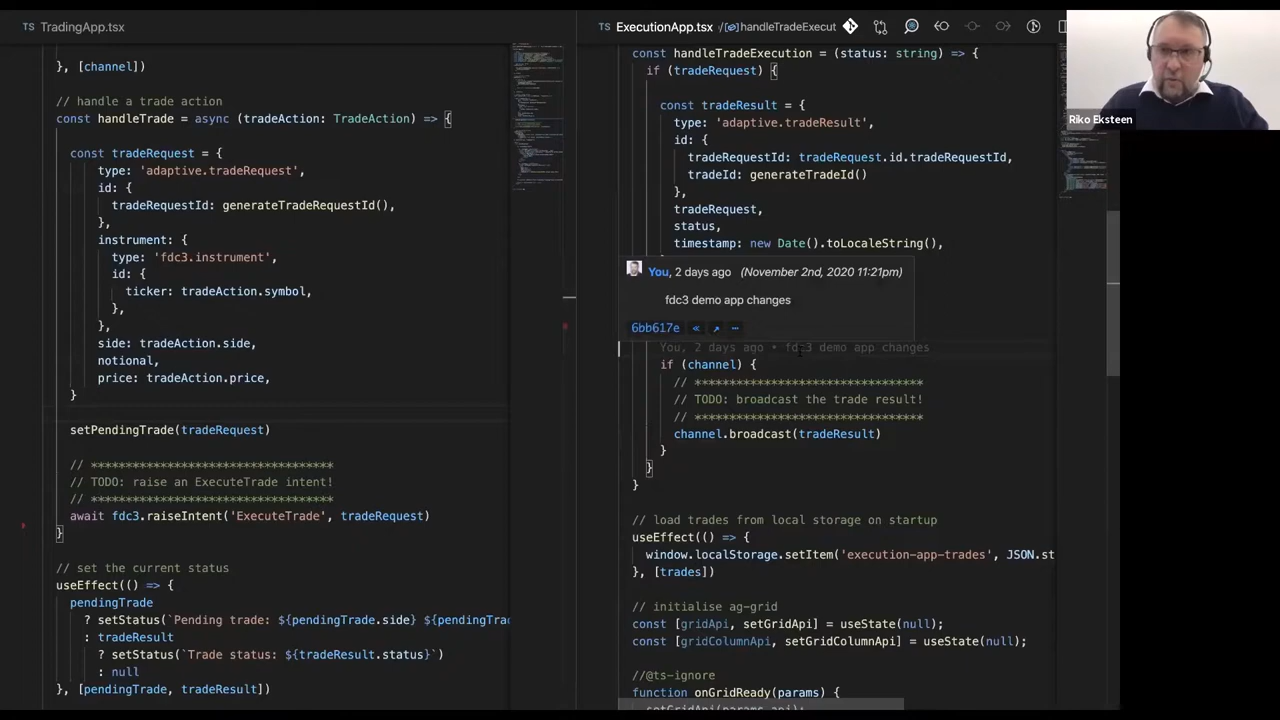 TS TradingApp.tsx
}, [channel])
// handle a trade action
const handleTrade = async (tradeAction: TradeAction) => {
const tradeRequest = {
type: 'adaptive.tradeRequest',
id: {
tradeRequestId: generateTradeRequestId(),
},
instrument: {
type: 'fdc3.instrument',
id: {
ticker: tradeAction.symbol,
},
},
side: tradeAction.side,
notional,
price: tradeAction.price,
}
setPendingTrade(tradeRequest)
// ***********************************
// TODO: raise an ExecuteTrade intent!
// ***********************************
await fdc3.raiseIntent('ExecuteTrade', tradeRequest)
}
// set the current status
useEffect(() => {
pendingTrade
? setStatus(`Pending trade: ${pendingTrade.side} ${pendingTrad
: tradeResult
? setStatus(`Trade status: ${tradeResult.status}`)
: null
}, [pendingTrade, tradeResult])
TS ExecutionApp.tsx /[ ]handleTradeExecut
const handleTradeExecution = (status: string) => {
if (tradeRequest) {
const tradeResult = {
type: 'adaptive.tradeResult',
id: {
tradeRequestId: tradeRequest.id.tradeRequestId,
tradeId: generateTradeId()
},
tradeRequest,
status,
timestamp: new Date().toLocaleString(),
You, 2 days ago (November 2nd, 2020 11:21pm)
fdc3 demo app changes
6bb617e
You, 2 days ago • fdc3 demo app changes
if (channel) {
// *********************************
// TODO: broadcast the trade result!
// *********************************
channel.broadcast(tradeResult)
}
}
}
// load trades from local storage on startup
useEffect(() => {
window.localStorage.setItem('execution-app-trades', JSON.st
}, [trades])
// initialise ag-grid
const [gridApi, setGridApi] = useState(null);
const [gridColumnApi, setGridColumnApi] = useState(null);
//@ts-ignore
function onGridReady(params) {
setGridApi(params.api);
Riko Eksteen